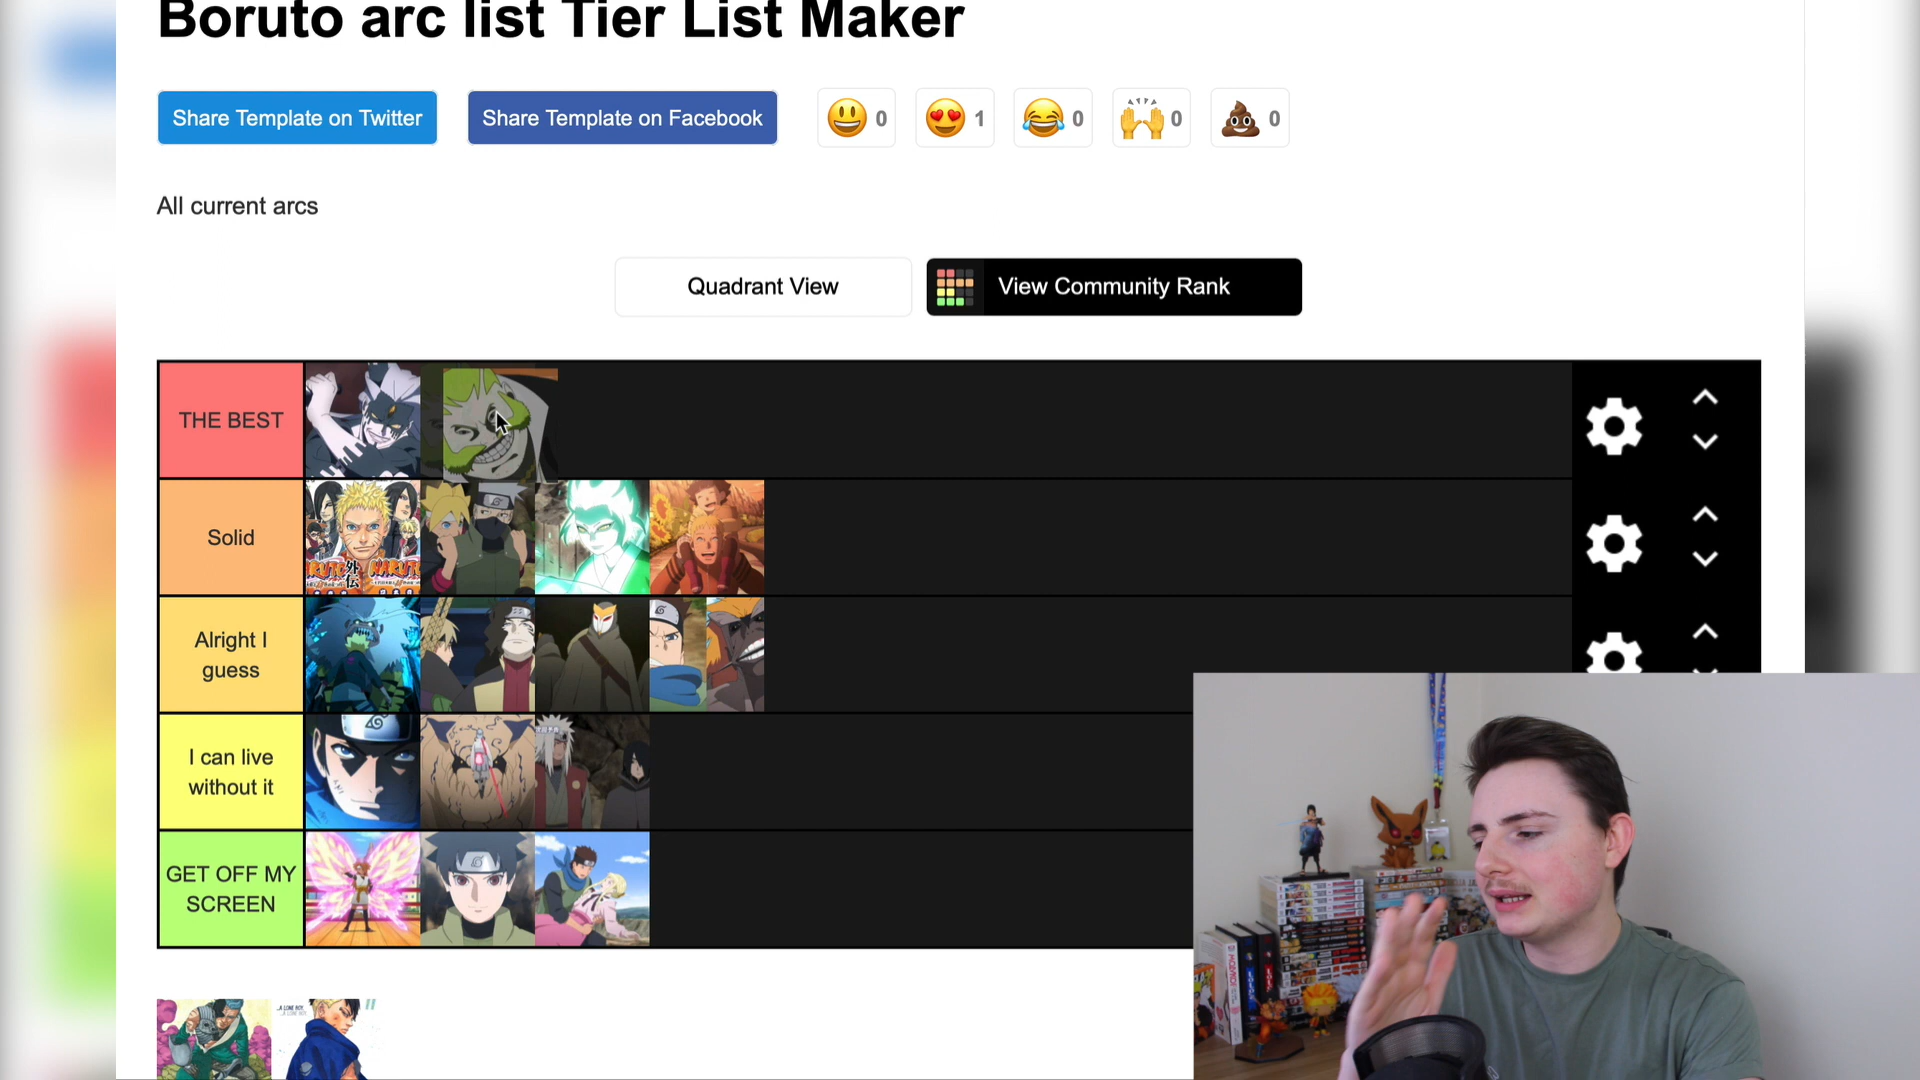 Boruto arc list Tier List Maker
Share Template on Twitter
Share Template on Facebook
0
1
0
0
0
All current arcs
Quadrant View
View Community Rank
THE BEST
Solid
Alright I
guess
I can live
without it
GET OFF MY
SCREEN
外
伝